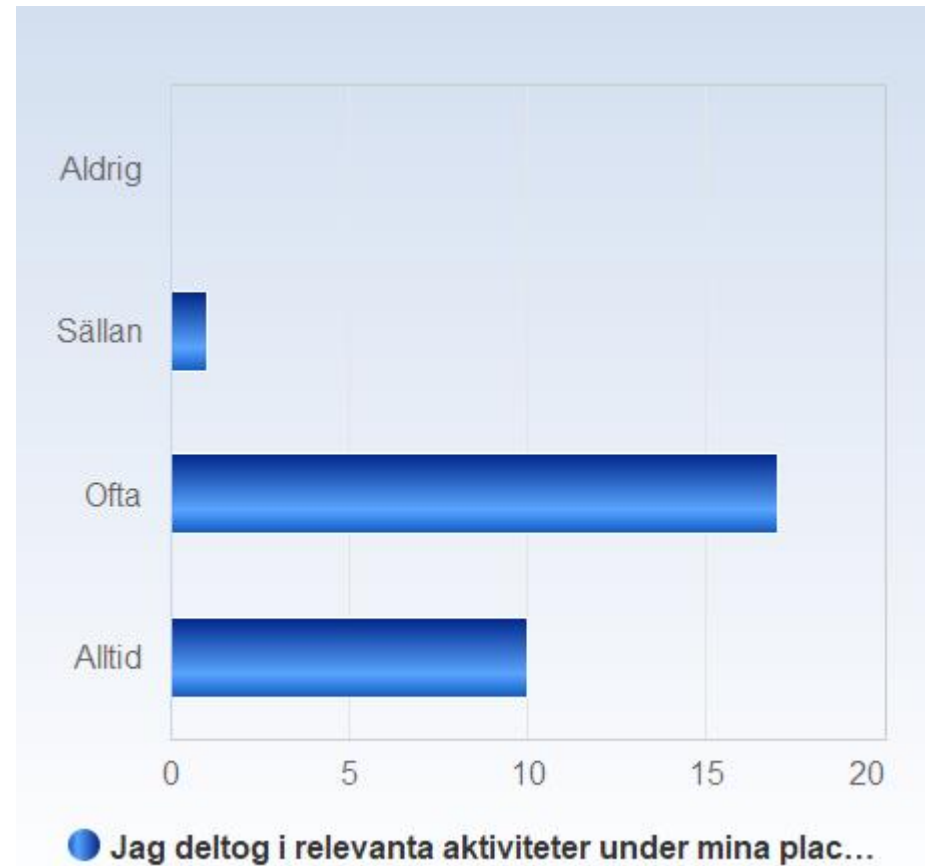 Aldrig
Sällan
Ofta
Alltid
0 5 10 15 20
Jag deltog i relevanta aktiviteter under mina plac...